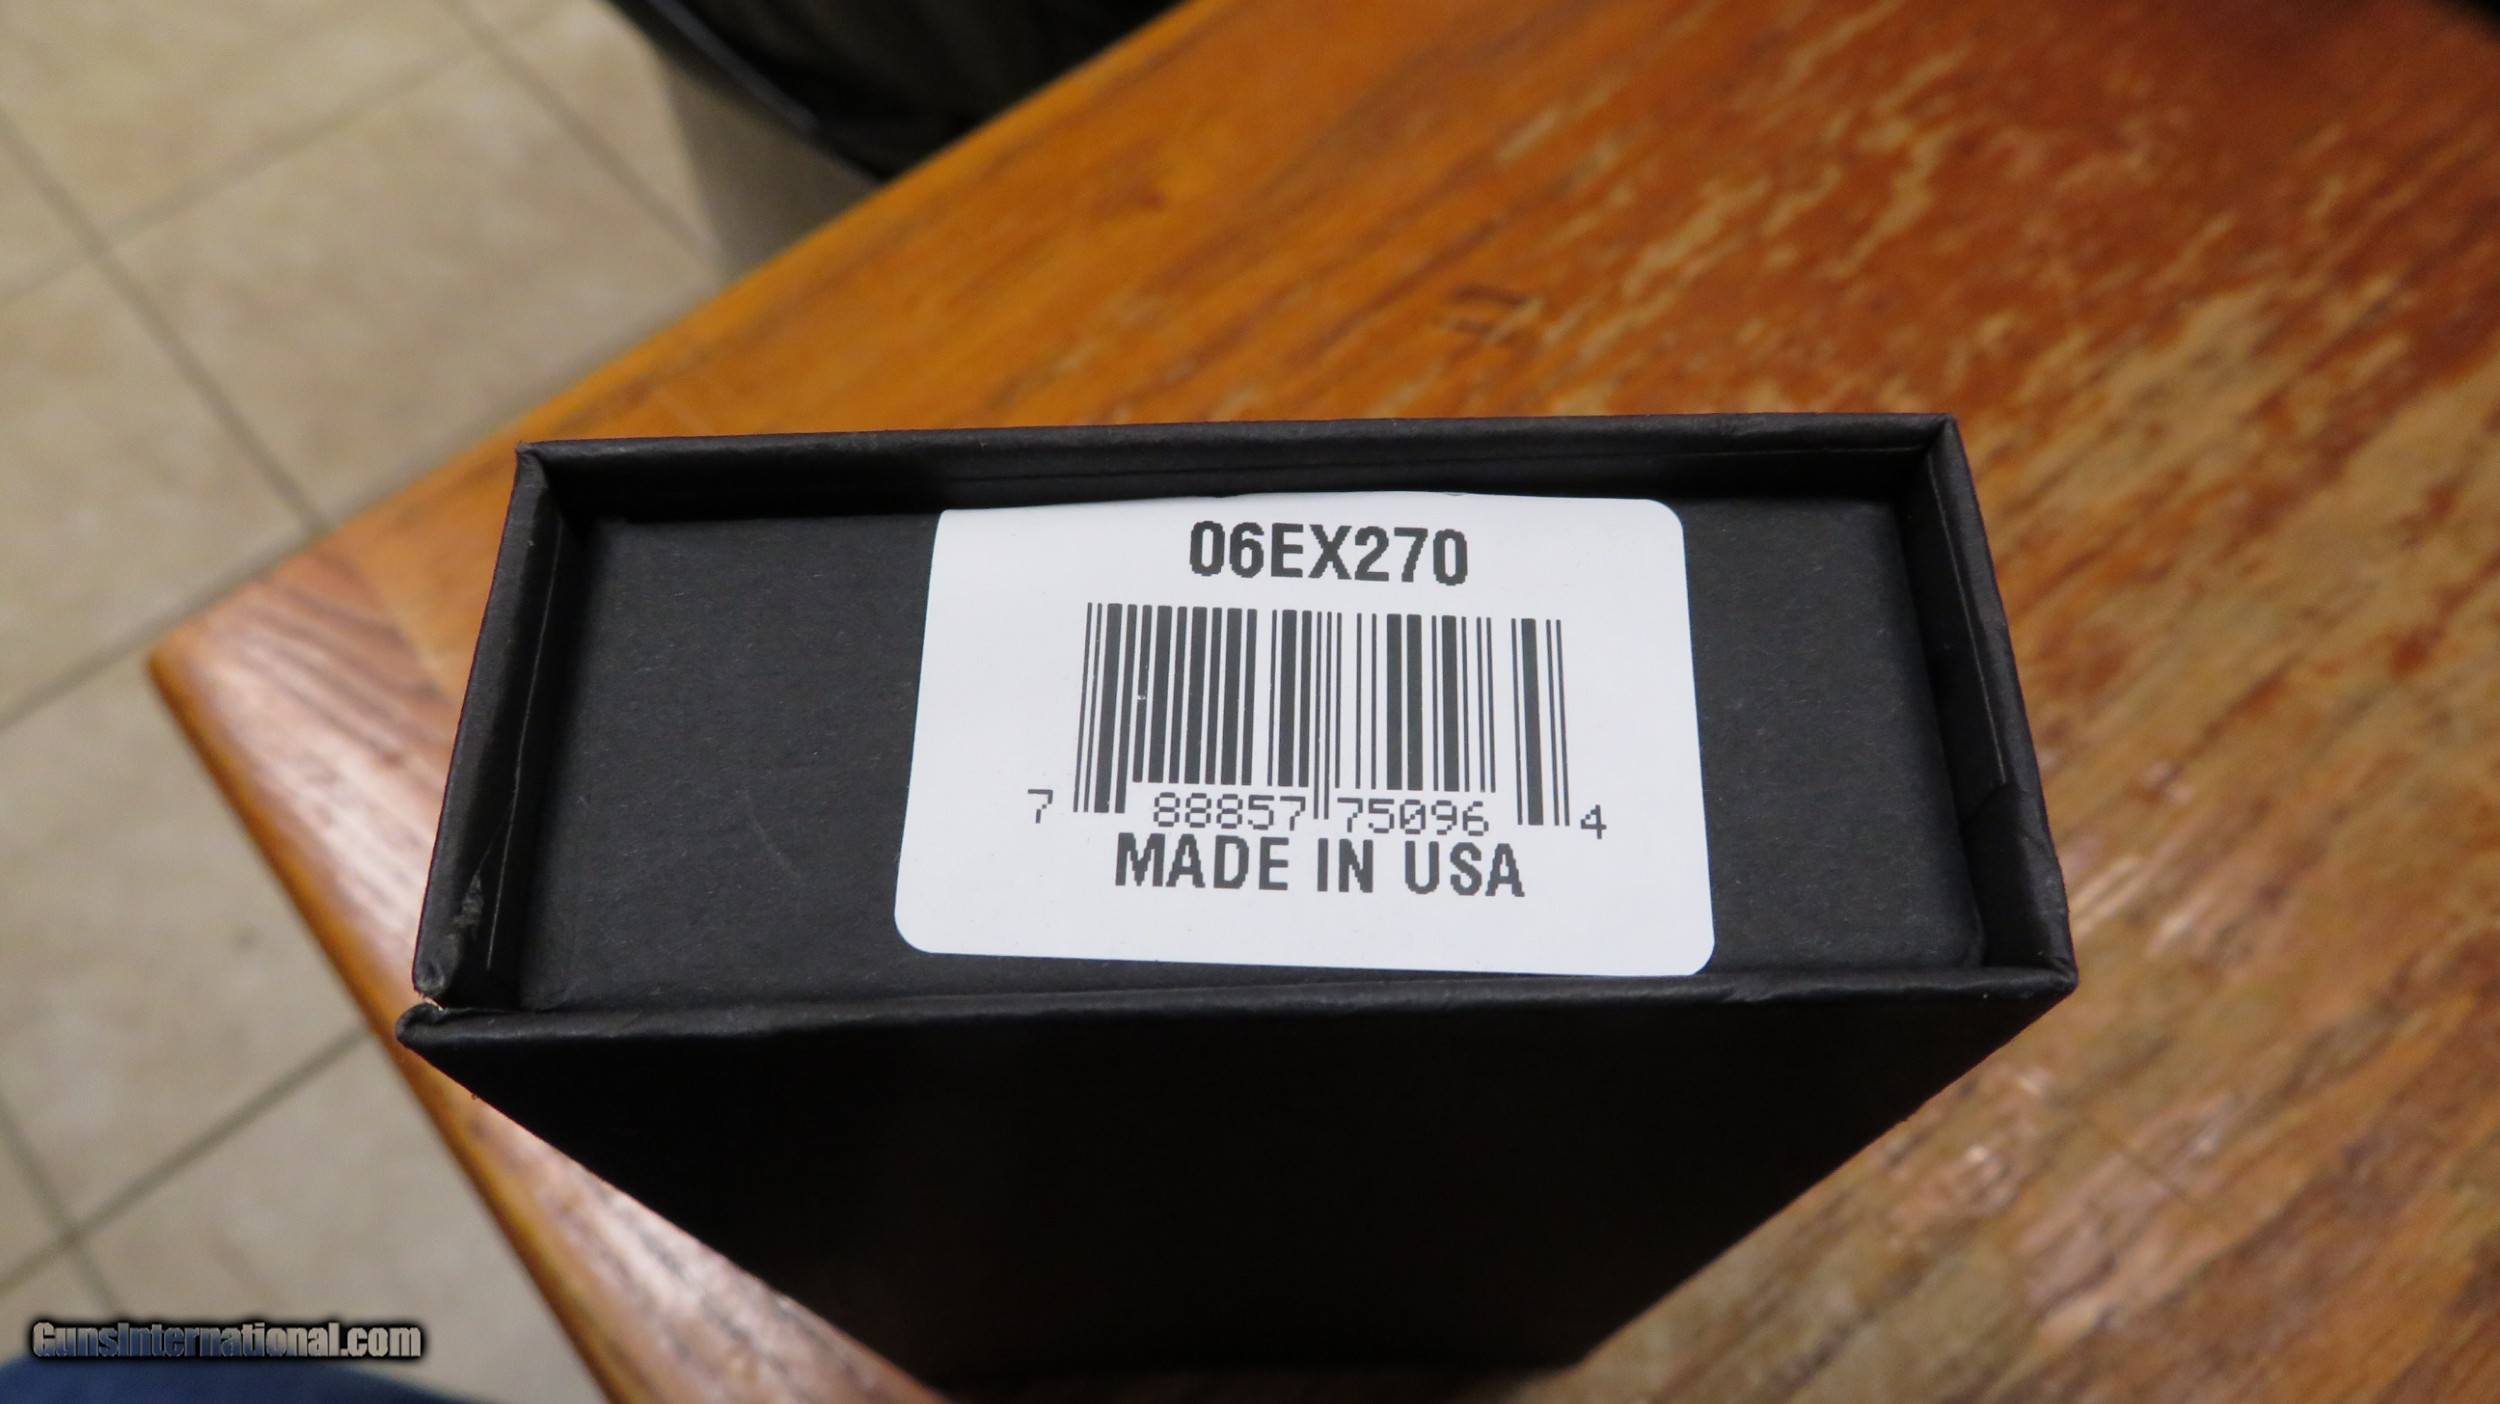 06EX270
7 88857 75096 4
MADE IN USA
GunsInternational.com